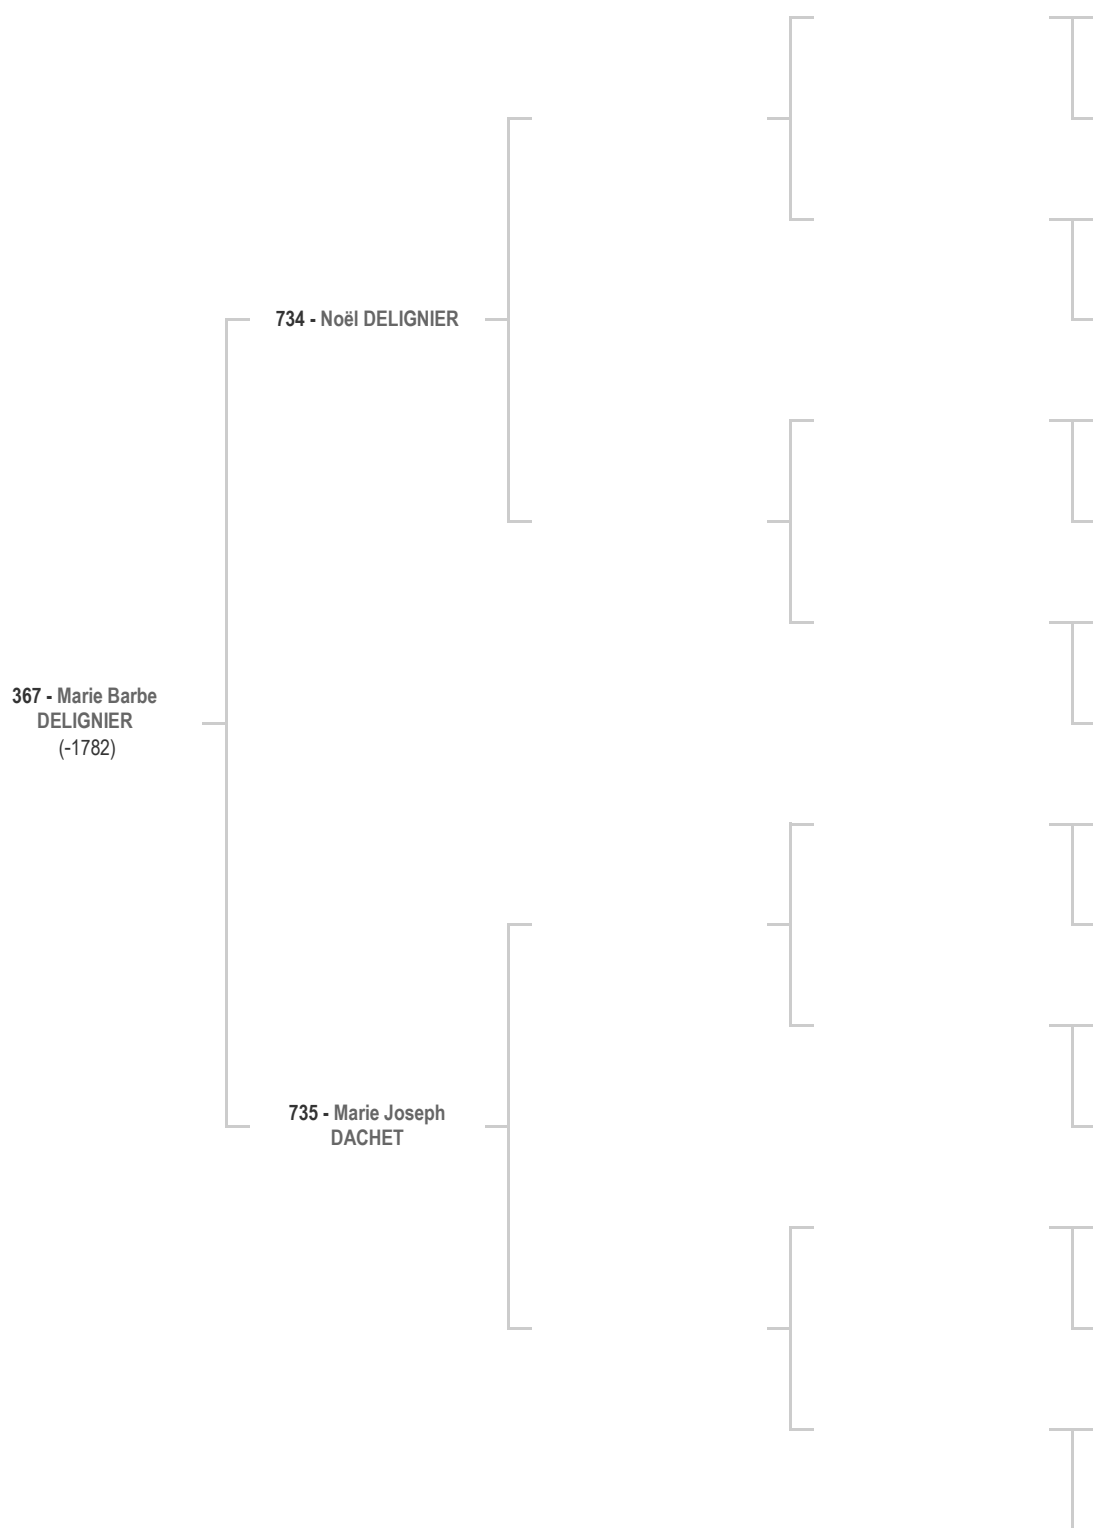 734 - Noël DELIGNIER
367 - Marie Barbe
DELIGNIER
(-1782)
735 - Marie Joseph
DACHET